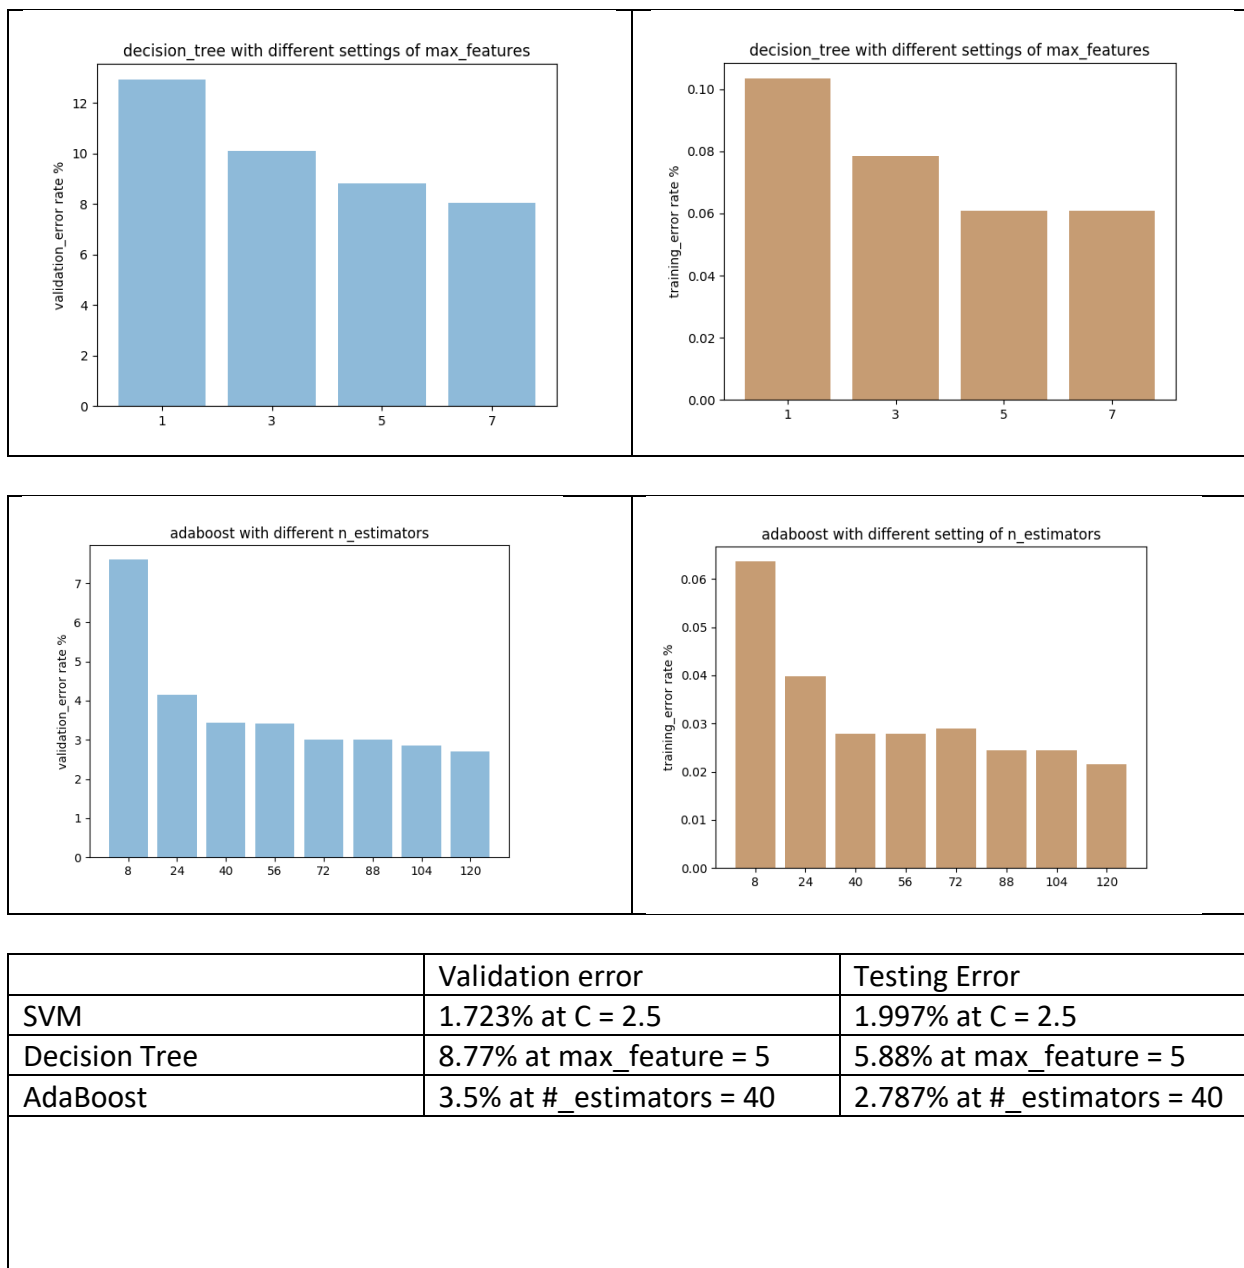 decision_tree with different settings of max_features
validation_error rate %
12
10
8
6
4
2
0
1 3 5 7
decision_tree with different settings of max_features
training_error rate %
0.10
0.08
0.06
0.04
0.02
0.00
1 3 5 7
adaboost with different n_estimators
validation_error rate %
7
6
5
4
3
2
1
0
8 24 40 56 72 88 104 120
adaboost with different setting of n_estimators
training_error rate %
0.06
0.05
0.04
0.03
0.02
0.01
0.00
8 24 40 56 72 88 104 120
Validation error Testing Error
SVM 1.723% at C = 2.5 1.997% at C = 2.5
Decision Tree 8.77% at max_feature = 5 5.88% at max_feature = 5
AdaBoost 3.5% at #_estimators = 40 2.787% at #_estimators = 40